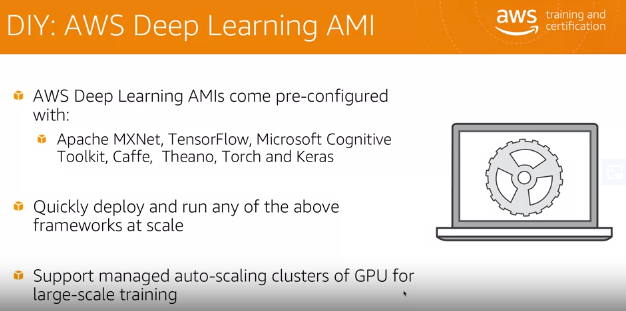 DIY: AWS Deep Learning AMI
aws training and
certification
AWS Deep Learning AMIs come pre-configured
with:
Apache MXNet, TensorFlow, Microsoft Cognitive
Toolkit, Caffe, Theano, Torch and Keras
Quickly deploy and run any of the above
frameworks at scale
Support managed auto-scaling clusters of GPU for
large-scale training